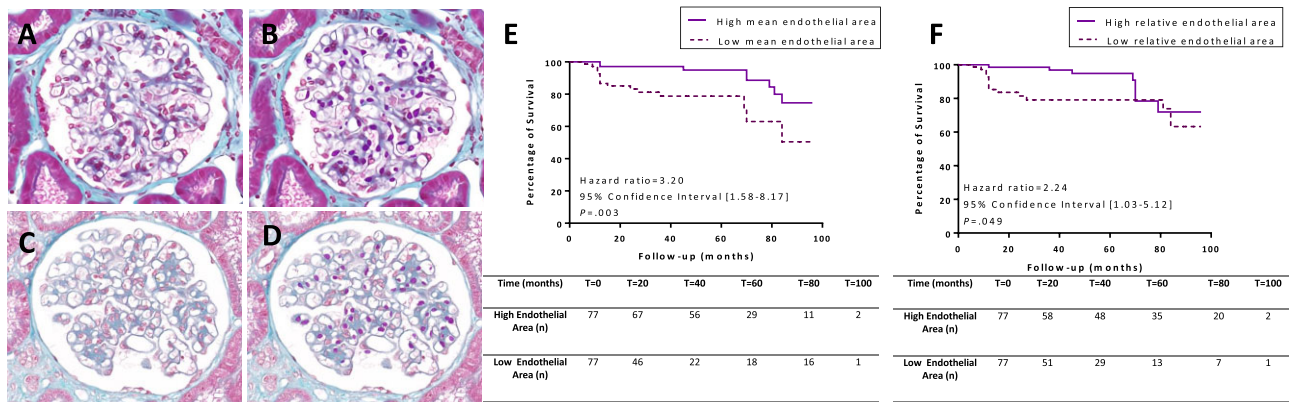 A
B
C
D
E
High mean endothelial area
Low mean endothelial area
Percentage of Survival
100
80
60
40
20
0
Hazard ratio=3.20
95% Confidence Interval [1.58-8.17]
P=.003
0 20 40 60 80 100
Follow-up (months)
Time (months) T=0 T=20 T=40 T=60 T=80 T=100
High Endothelial 77 67 56 29 11 2
Area (n)
Low Endothelial 77 46 22 18 16 1
Area (n)
F
High relative endothelial area
Low relative endothelial area
Percentage of Survival
100
80
60
40
20
0
Hazard ratio=2.24
95% Confidence Interval [1.03-5.12]
P=.049
0 20 40 60 80 100
Follow-up (months)
Time (months) T=0 T=20 T=40 T=60 T=80 T=100
High Endothelial 77 58 48 35 20 2
Area (n)
Low Endothelial 77 51 29 13 7 1
Area (n)